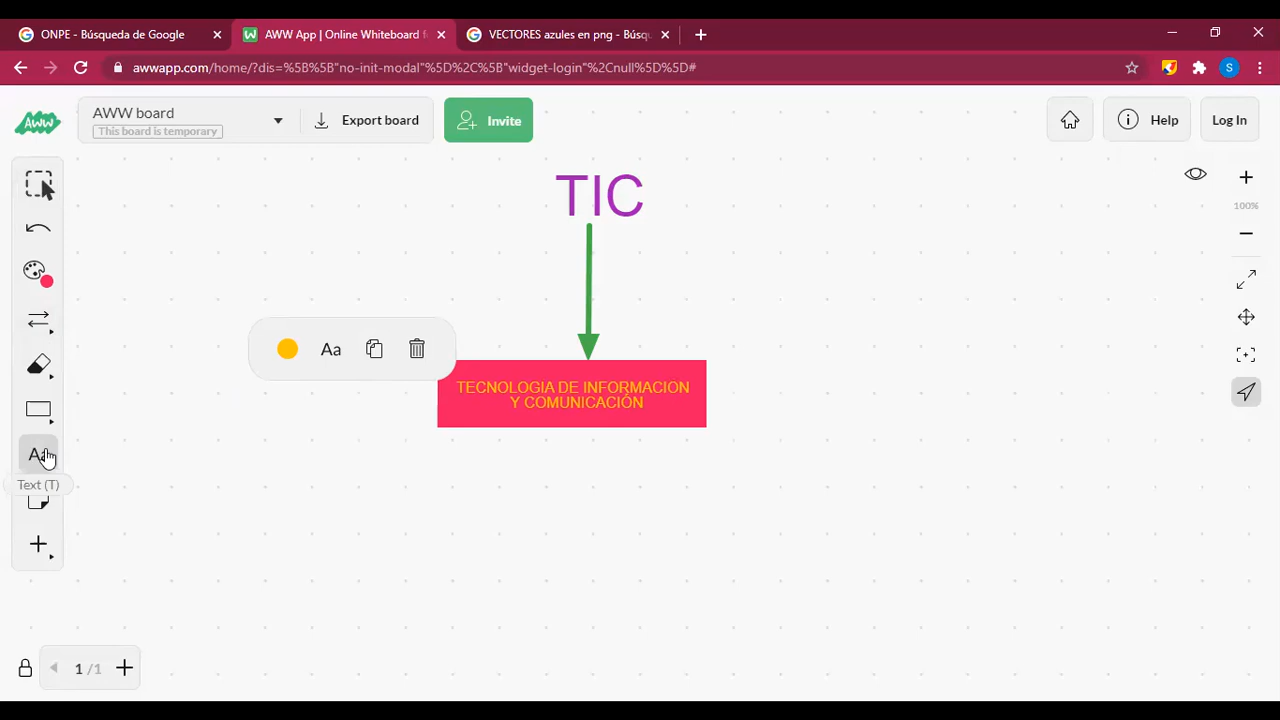 ONPE - Búsqueda de Google
AWW App | Online Whiteboard f
VECTORES azules en png - Búsq
awwapp.com/home/?dis=%5B%5B"no-init-modal"%5D%2C%5B"widget-login"%2Cnull%5D%5D#
S
AWW
AWW board
This board is temporary
Export board
Invite
Help
Log In
TIC
100%
Aa
TECNOLOGIA DE INFORMACION
Y COMUNICACIÓN
Aa
Text (T)
1 /1